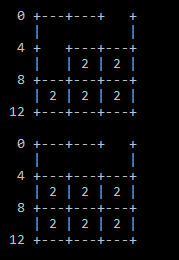 0 +---+---+   +
  |           |
4 +   +---+---+
  |   | 2 | 2 |
8 +---+---+---+
  | 2 | 2 | 2 |
12 +---+---+---+
0 +---+---+   +
  |           |
4 +---+---+---+
  | 2 | 2 | 2 |
8 +---+---+---+
  | 2 | 2 | 2 |
12 +---+---+---+